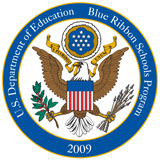 U.S. Department of Education
Blue Ribbon Schools Program
2009